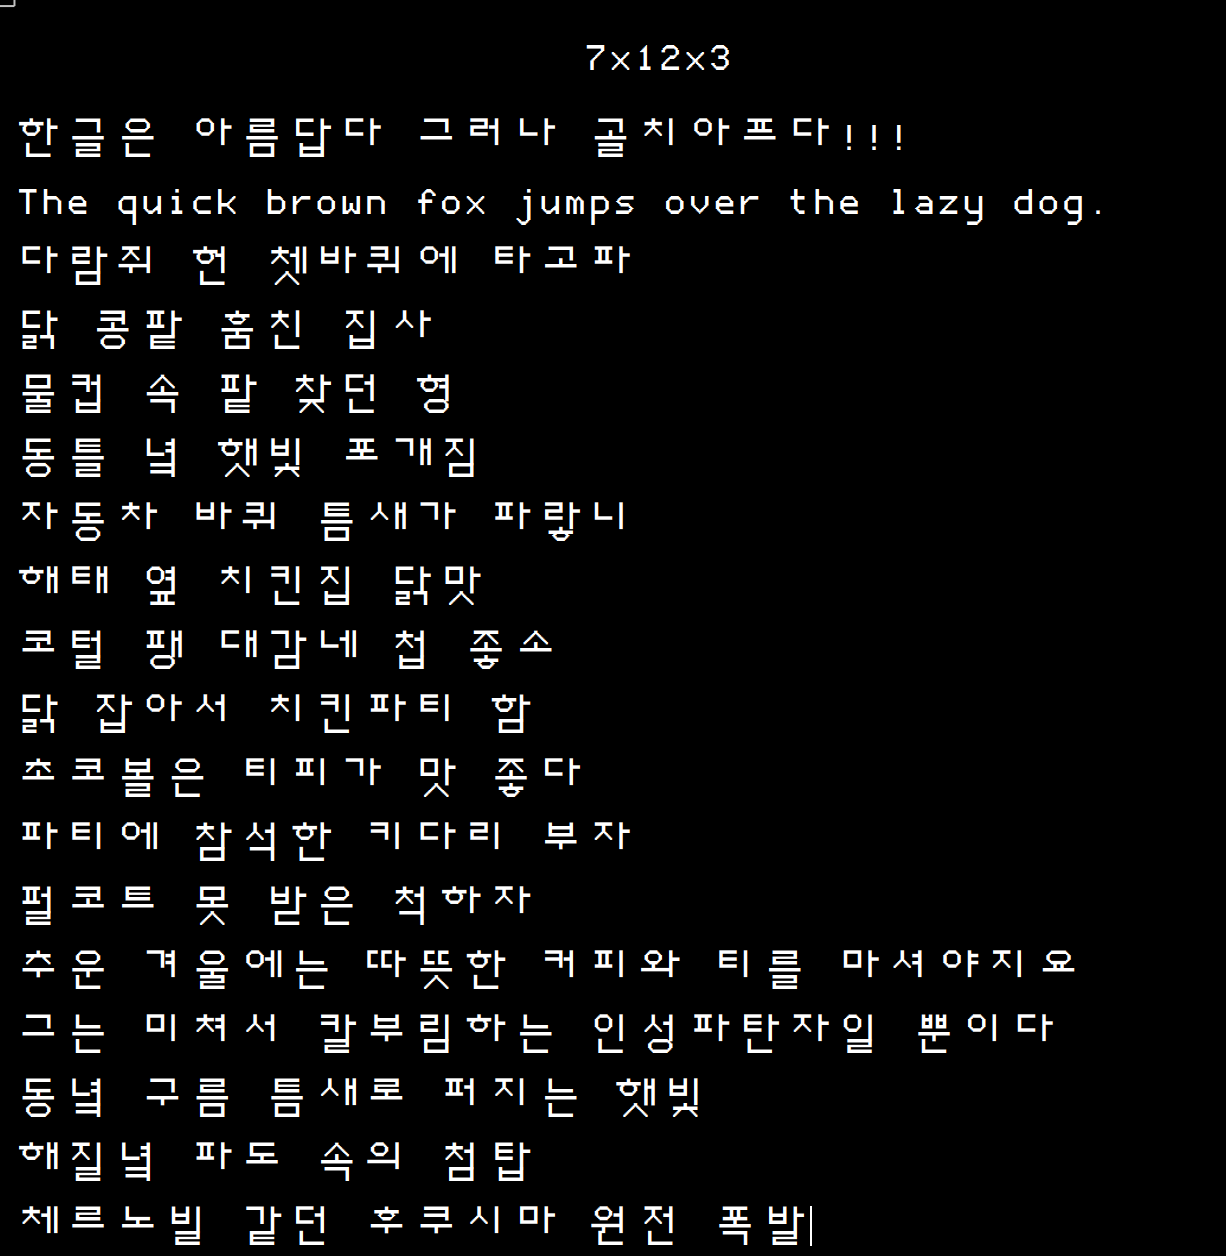 7x12x3
한글은 아름답다 그러나 골치아프다!!!
The quick brown fox jumps over the lazy dog.
다람쥐 헌 쳇바퀴에 타고파
닭 콩팥 훔친 집사
물컵 속 팥 찾던 형
동틀 녘 햇빛 포개짐
자동차 바퀴 틈새가 파랗니
해태 옆 치킨집 닭맛
코털 팽 대감네 첩 좋소
닭 잡아서 치킨파티 함
초코볼은 티피가 맛 좋다
파티에 참석한 키다리 부자
펄코트 못 받은 척하자
추운 겨울에는 따뜻한 커피와 티를 마셔야지요
그는 미쳐서 칼부림하는 인성파탄자일 뿐이다
동녘 구름 틈새로 퍼지는 햇빛
해질녘 파도 속의 첨탑
체르노빌 같던 후쿠시마 원전 폭발